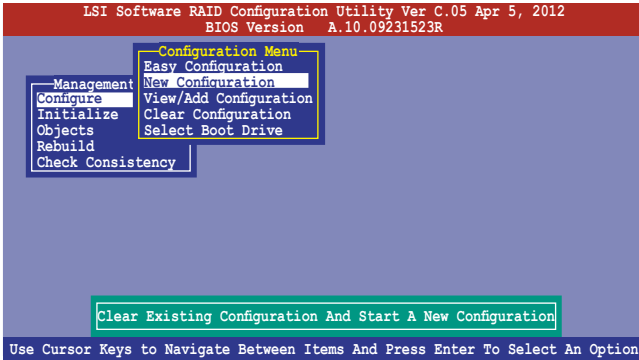 LSI Software RAID Configuration Utility Ver C.05 Apr 5, 2012
BIOS Version A.10.09231523R
Configuration Menu
Easy Configuration
New Configuration
View/Add Configuration
Clear Configuration
Select Boot Drive
Management
Configure
Initialize
Objects
Rebuild
Check Consistency
Clear Existing Configuration And Start A New Configuration
Use Cursor Keys to Navigate Between Items And Press Enter To Select An Option